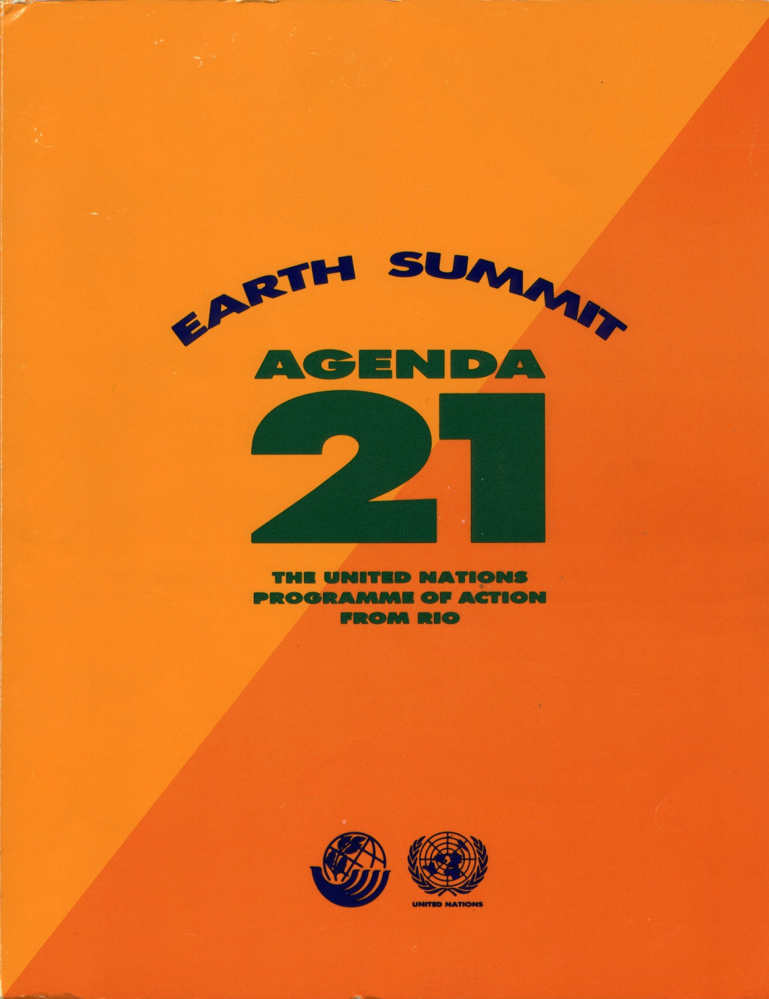 EARTH SUMMIT
AGENDA
21
THE UNITED NATIONS
PROGRAMME OF ACTION
FROM RIO
UNITED NATIONS